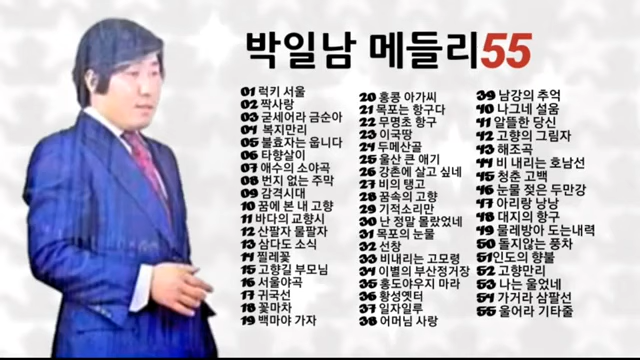 박일남 메들리55
01 럭키 서울
02 짝사랑
03 굳세어라 금순아
04 복지만리
05 불효자는 웁니다
06 타향살이
07 애수의 소야곡
08 번지 없는 주막
09 감격시대
10 꿈에 본 내 고향
11 바다의 교향시
12 산팔자 물팔자
13 삼다도 소식
14 찔레꽃
15 고향길 부모님
16 서울야곡
17 귀국선
18 꽃마차
19 백마야 가자
20 홍콩 아가씨
21 목포는 항구다
22 무명초 항구
23 이국땅
24 두메산골
25 울산 큰 애기
26 강촌에 살고 싶네
27 비의 탱고
28 꿈속의 고향
29 기적소리만
30 난 정말 몰랐었네
31 목포의 눈물
32 선창
33 비내리는 고모령
34 이별의 부산정거장
35 홍도야우지 마라
36 황성옛터
37 일자일루
38 어머님 사랑
39 남강의 추억
40 나그네 설움
41 알뜰한 당신
42 고향의 그림자
43 해조곡
44 비 내리는 호남선
45 청춘 고백
46 눈물 젖은 두만강
47 아리랑 낭낭
48 대지의 항구
49 물레방아 도는내력
50 돌지않는 풍차
51 인도의 향불
52 고향만리
53 나는 울었네
54 가거라 삼팔선
55 울어라 기타줄